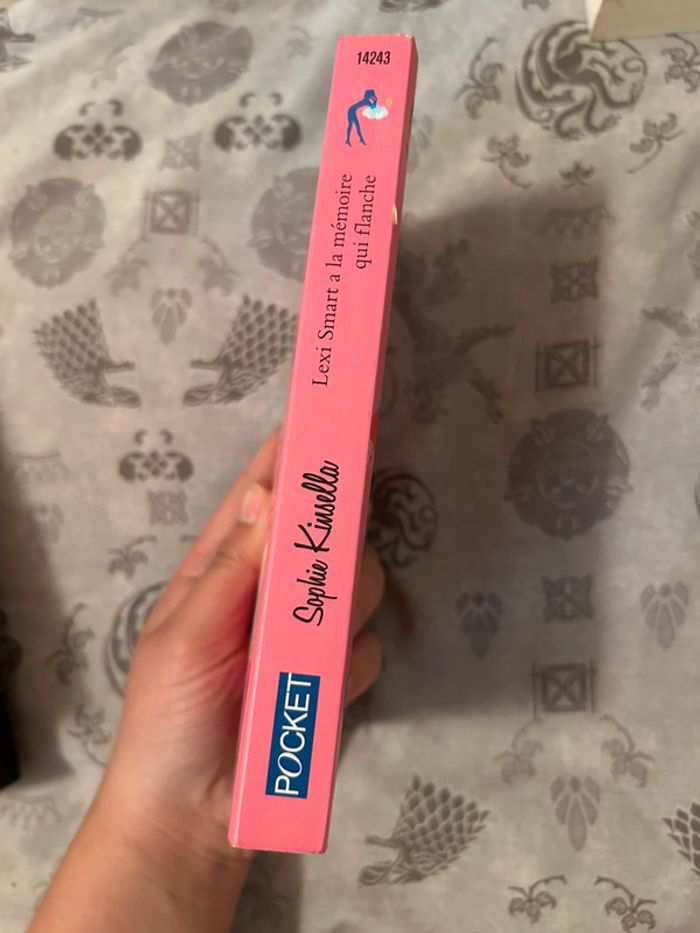 14243
Lexi Smart a la mémoire
qui flanche
Sophie Kinsella
POCKET